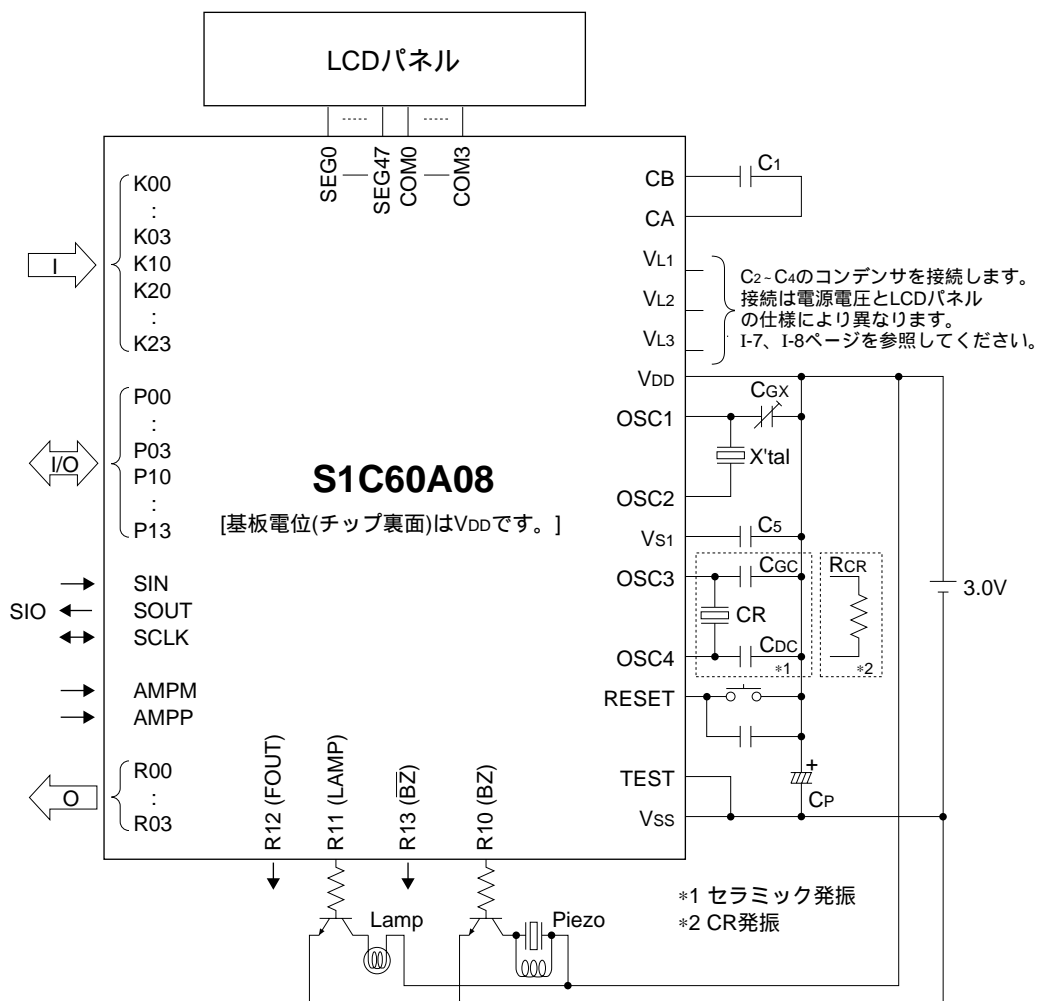 LCDパネル
SEG0
SEG47
COM0
COM3
K00
:
K03
K10
K20
:
K23
I
P00
:
P03
P10
:
P13
I/O
SIN
SIO
SOUT
SCLK
AMPM
AMPP
R00
:
R03
O
S1C60A08
[基板電位(チップ裏面)はVDDです。]
CB
C1
CA
VL1
VL2
VL3
C2~C4のコンデンサを接続します。
接続は電源電圧とLCDパネル
の仕様により異なります。
I-7、I-8ページを参照してください。
VDD
CGX
OSC1
X'tal
OSC2
C5
VS1
CGC
RCR
OSC3
3.0V
CR
CDC
OSC4
*1
*2
RESET
TEST
+
CP
VSS
R12 (FOUT)
R11 (LAMP)
R13 (B̅Z̅)
R10 (BZ)
Lamp
Piezo
*1 セラミック発振
*2 CR発振